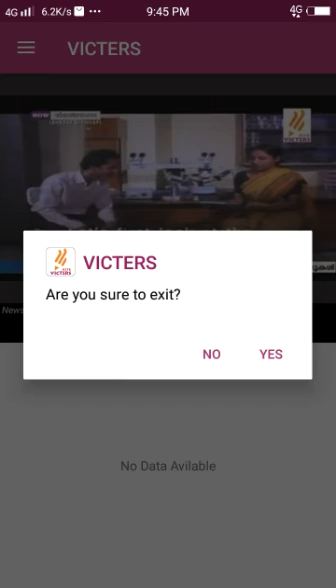 4G 6.2K/s ••• 9:45 PM 4G
VICTERS
VICTERS
Are you sure to exit?
NO YES
News
No Data Avilable